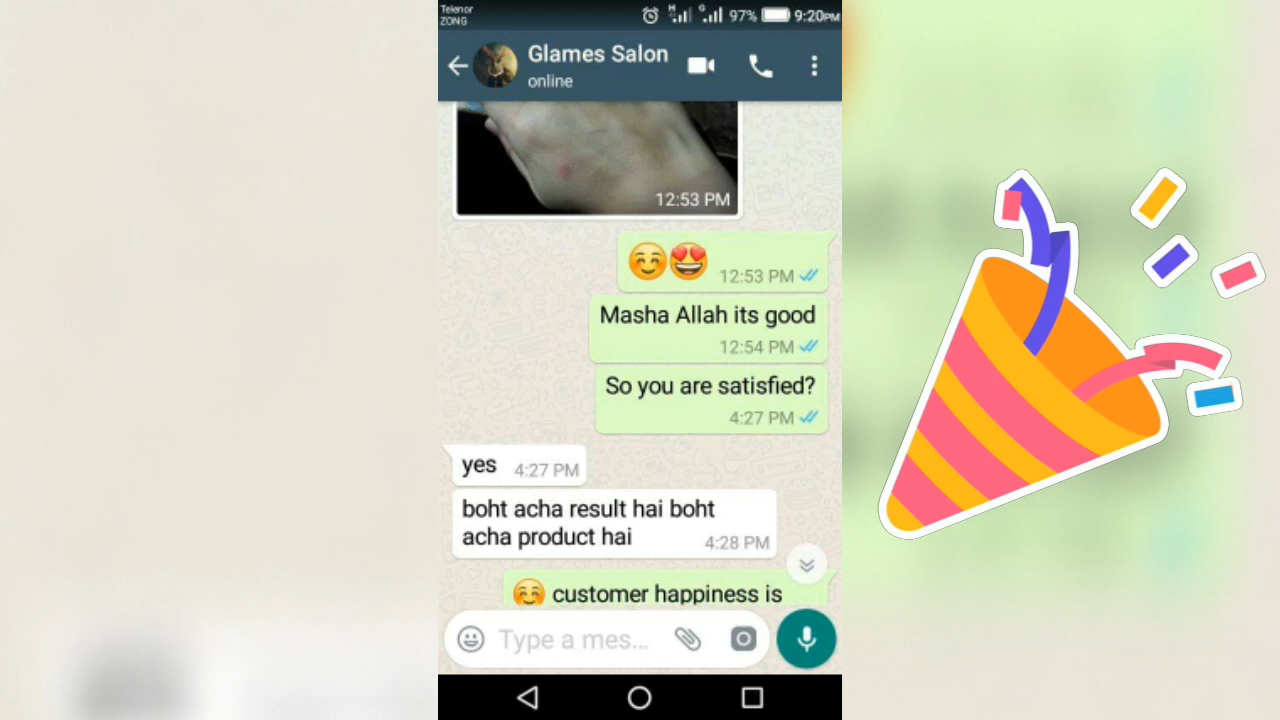 Telenor
ZONG
H
G
97%
9:20PM
Glames Salon
online
12:53 PM
☺️😍 12:53 PM
Masha Allah its good
12:54 PM
So you are satisfied?
4:27 PM
yes 4:27 PM
boht acha result hai boht
acha product hai 4:28 PM
☺️ customer happiness is
Type a mes...